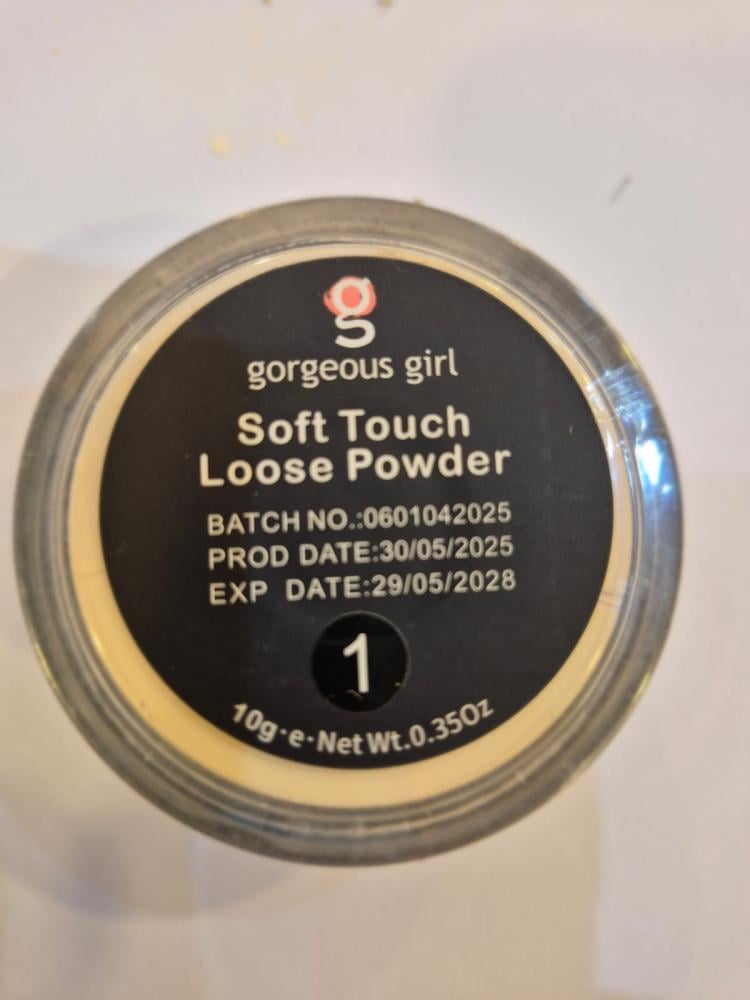 g
gorgeous girl
Soft Touch
Loose Powder
BATCH NO.:0601042025
PROD DATE:30/05/2025
EXP DATE:29/05/2028
1
10g·e·Net Wt.0.35Oz